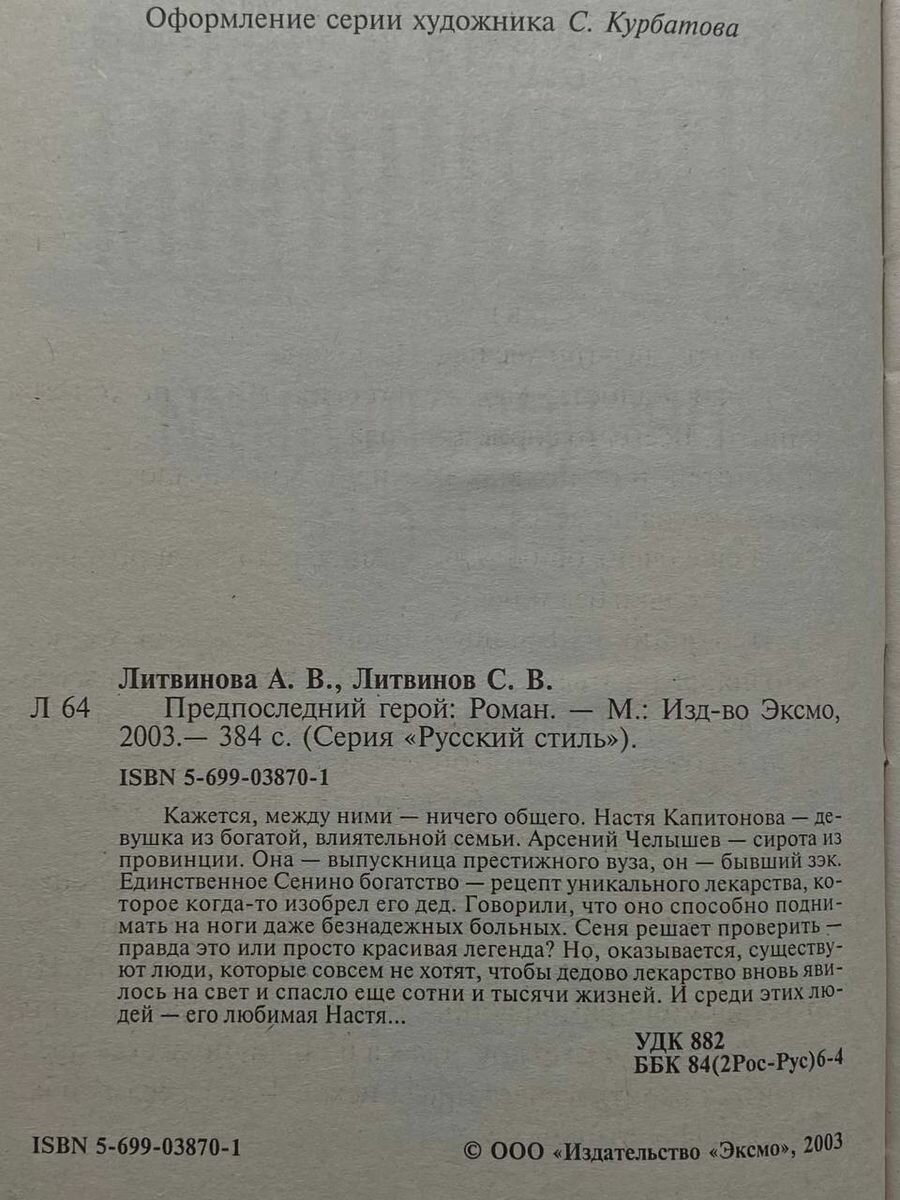 Оформление серии художника С. Курбатова
Литвинова А. В., Литвинов С. В.
Л 64 Предпоследний герой: Роман. — М.: Изд-во Эксмо,
2003.— 384 с. (Серия «Русский стиль»).
ISBN 5-699-03870-1
Кажется, между ними — ничего общего. Настя Капитонова — де-
вушка из богатой, влиятельной семьи. Арсений Челышев — сирота из
провинции. Она — выпускница престижного вуза, он — бывший зэк.
Единственное Сенино богатство — рецепт уникального лекарства, ко-
торое когда-то изобрел его дед. Говорили, что оно способно подни-
мать на ноги даже безнадежных больных. Сеня решает проверить —
правда это или просто красивая легенда? Но, оказывается, существу-
ют люди, которые совсем не хотят, чтобы дедово лекарство вновь яви-
лось на свет и спасло еще сотни и тысячи жизней. И среди этих лю-
дей — его любимая Настя...
УДК 882
ББК 84(2Рос-Рус)6-4
ISBN 5-699-03870-1 © ООО «Издательство «Эксмо», 2003